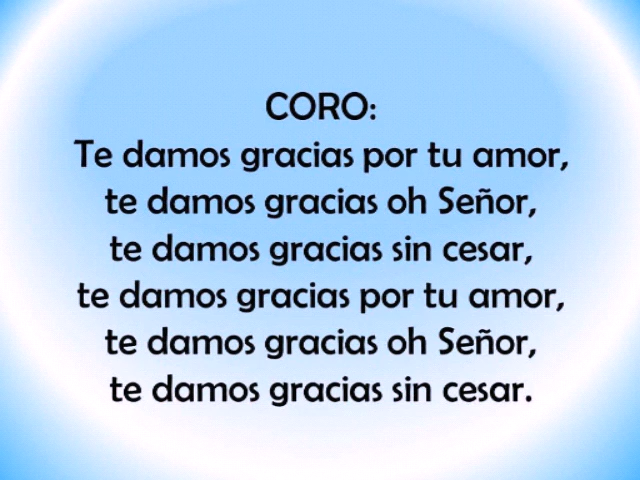 CORO:
Te damos gracias por tu amor,
te damos gracias oh Señor,
te damos gracias sin cesar,
te damos gracias por tu amor,
te damos gracias oh Señor,
te damos gracias sin cesar.